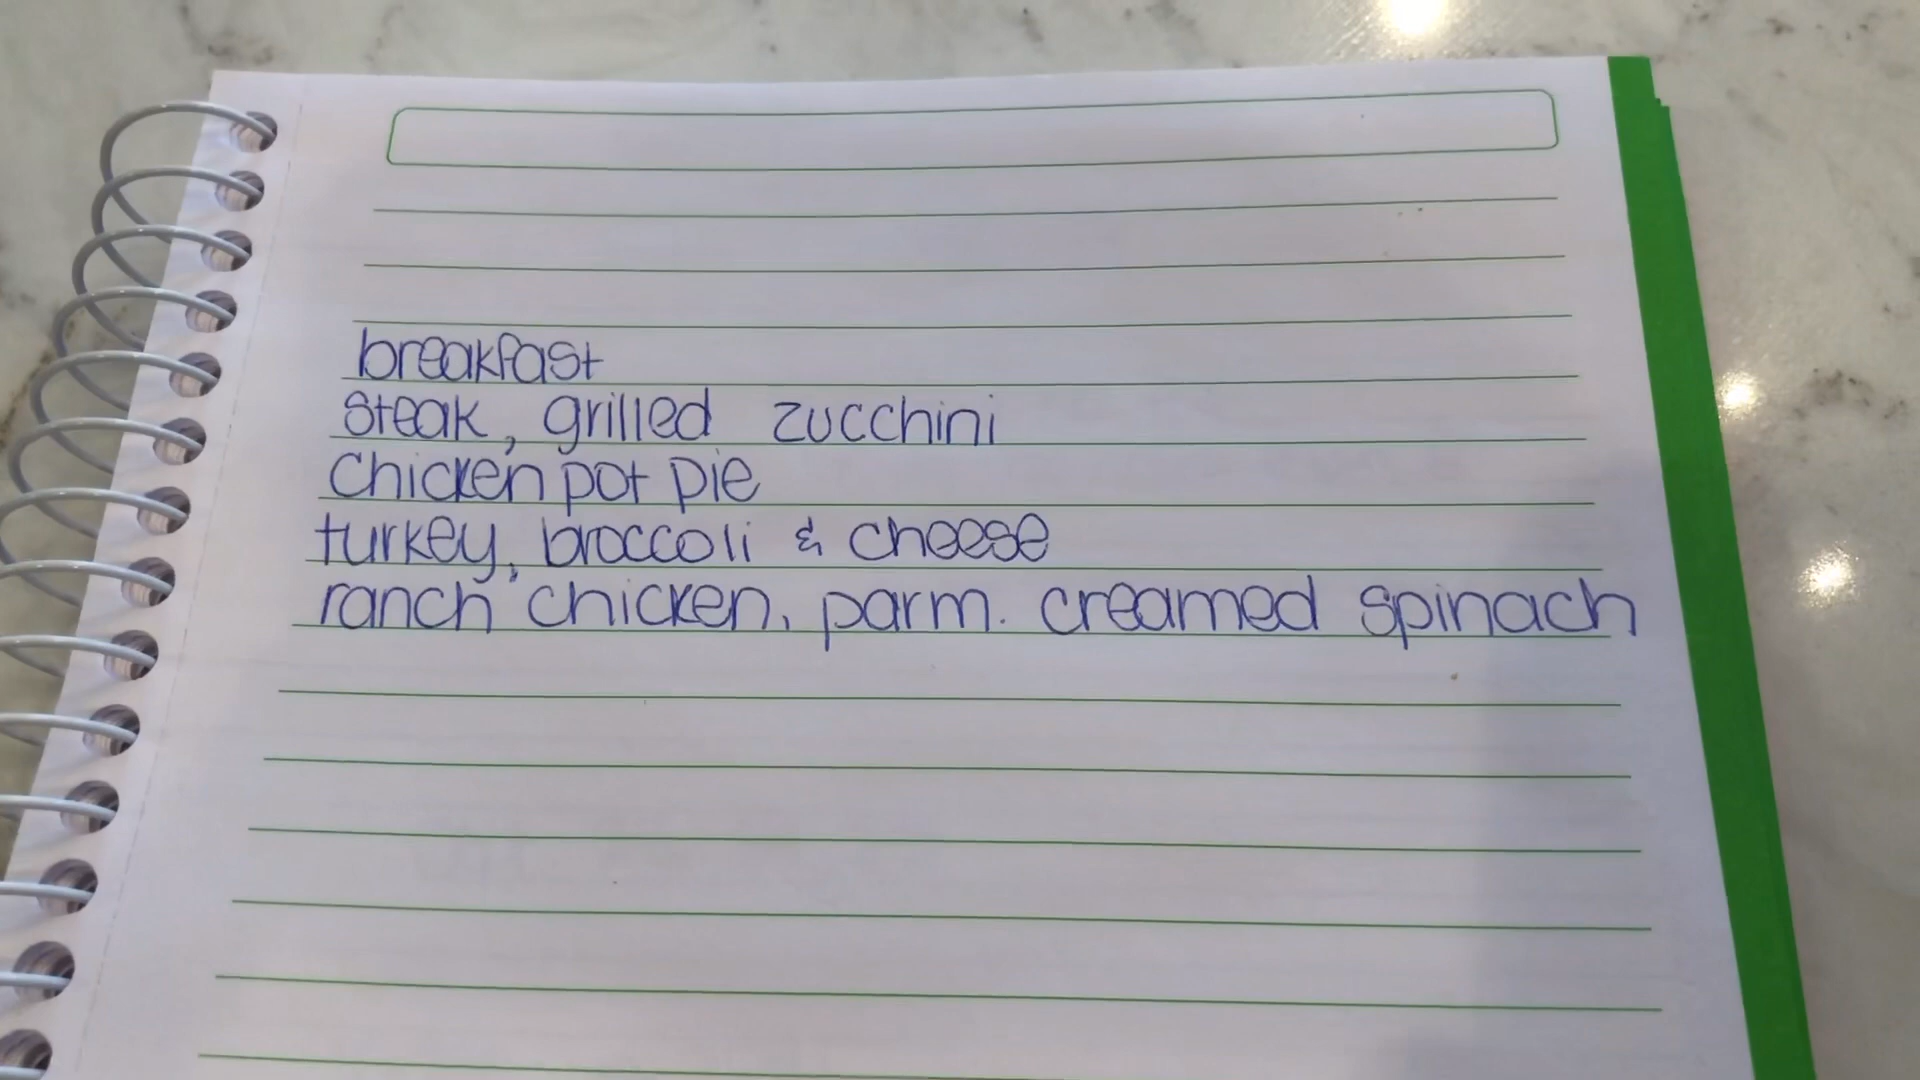 breakfast
steak, grilled zucchini
chicken pot pie
turkey, broccoli & cheese
ranch chicken, parm. creamed spinach